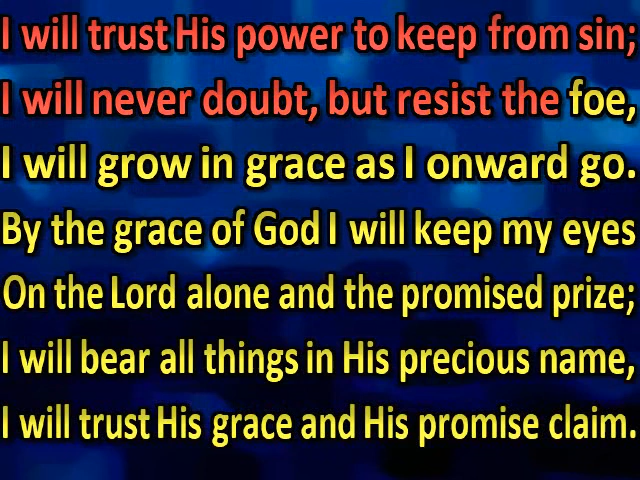 I will trust His power to keep from sin;
I will never doubt, but resist the foe,
I will grow in grace as I onward go.
By the grace of God I will keep my eyes
On the Lord alone and the promised prize;
I will bear all things in His precious name,
I will trust His grace and His promise claim.